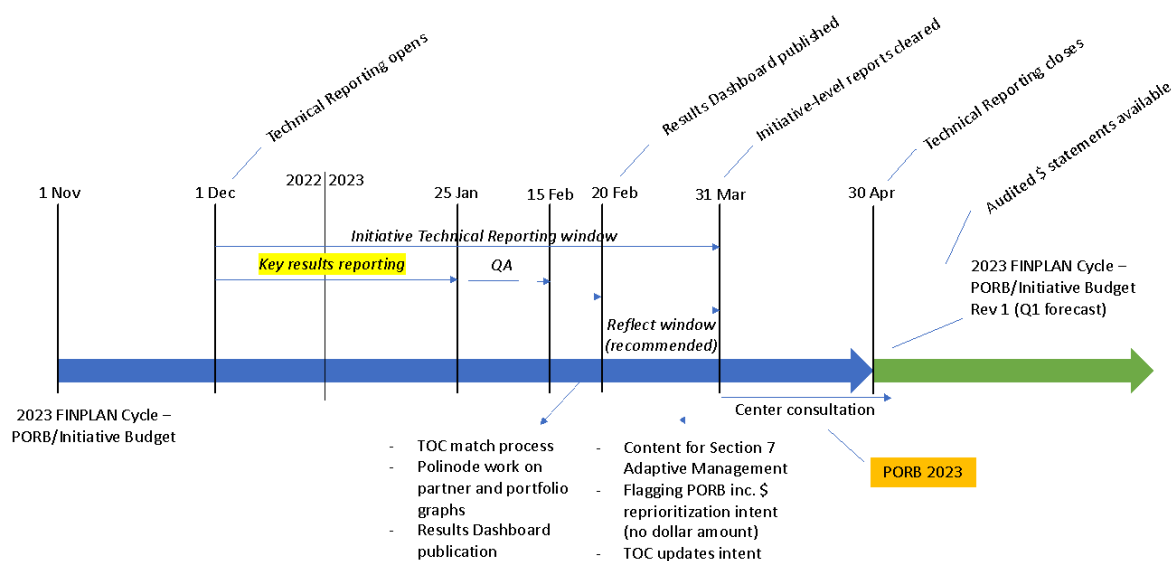 Technical Reporting opens
Results Dashboard published
Initiative-level reports cleared
Technical Reporting closes
Audited $ statements available
1 Nov
1 Dec
2022
2023
25 Jan
15 Feb
20 Feb
31 Mar
30 Apr
Initiative Technical Reporting window
Key results reporting
QA
2023 FINPLAN Cycle –
PORB/Initiative Budget
Rev 1 (Q1 forecast)
Reflect window
(recommended)
2023 FINPLAN Cycle –
PORB/Initiative Budget
Center consultation
- TOC match process
- Polinode work on
partner and portfolio
graphs
- Results Dashboard
publication
- Content for Section 7
Adaptive Management
- Flagging PORB inc. $
reprioritization intent
(no dollar amount)
- TOC updates intent
PORB 2023